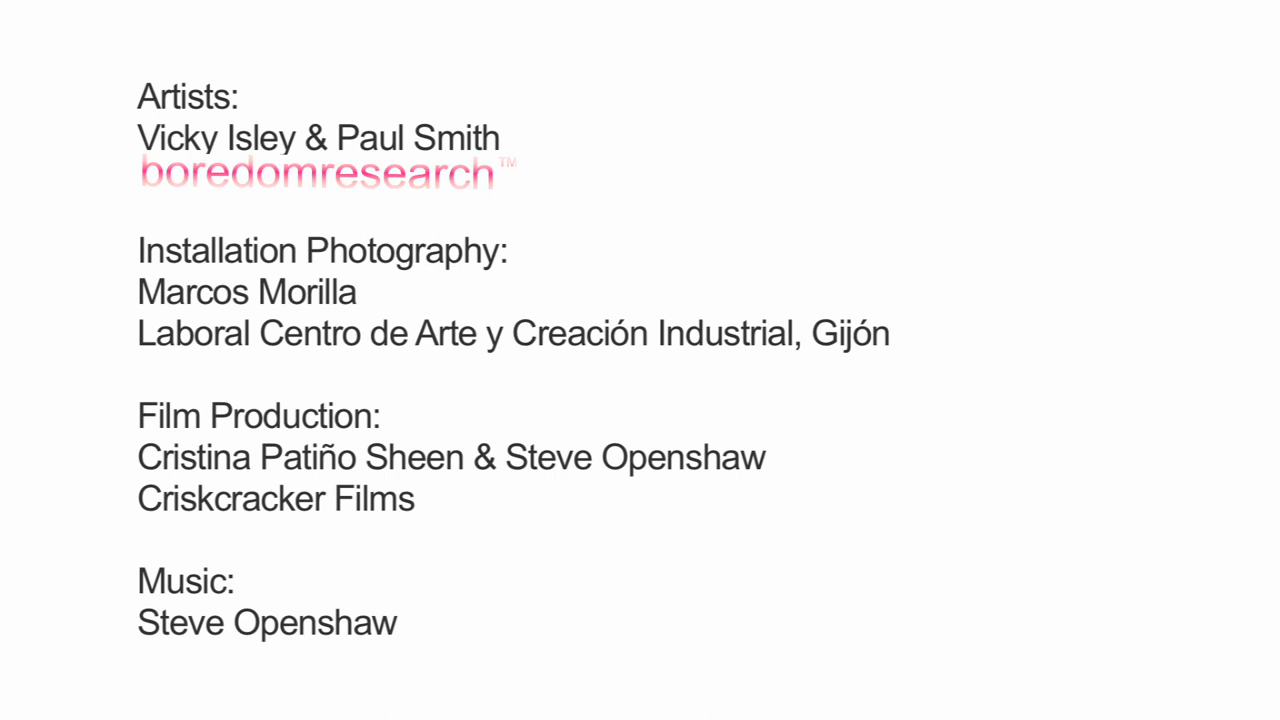 Artists:
Vicky Isley & Paul Smith
boredomresearch™
Installation Photography:
Marcos Morilla
Laboral Centro de Arte y Creación Industrial, Gijón
Film Production:
Cristina Patiño Sheen & Steve Openshaw
Criskcracker Films
Music:
Steve Openshaw